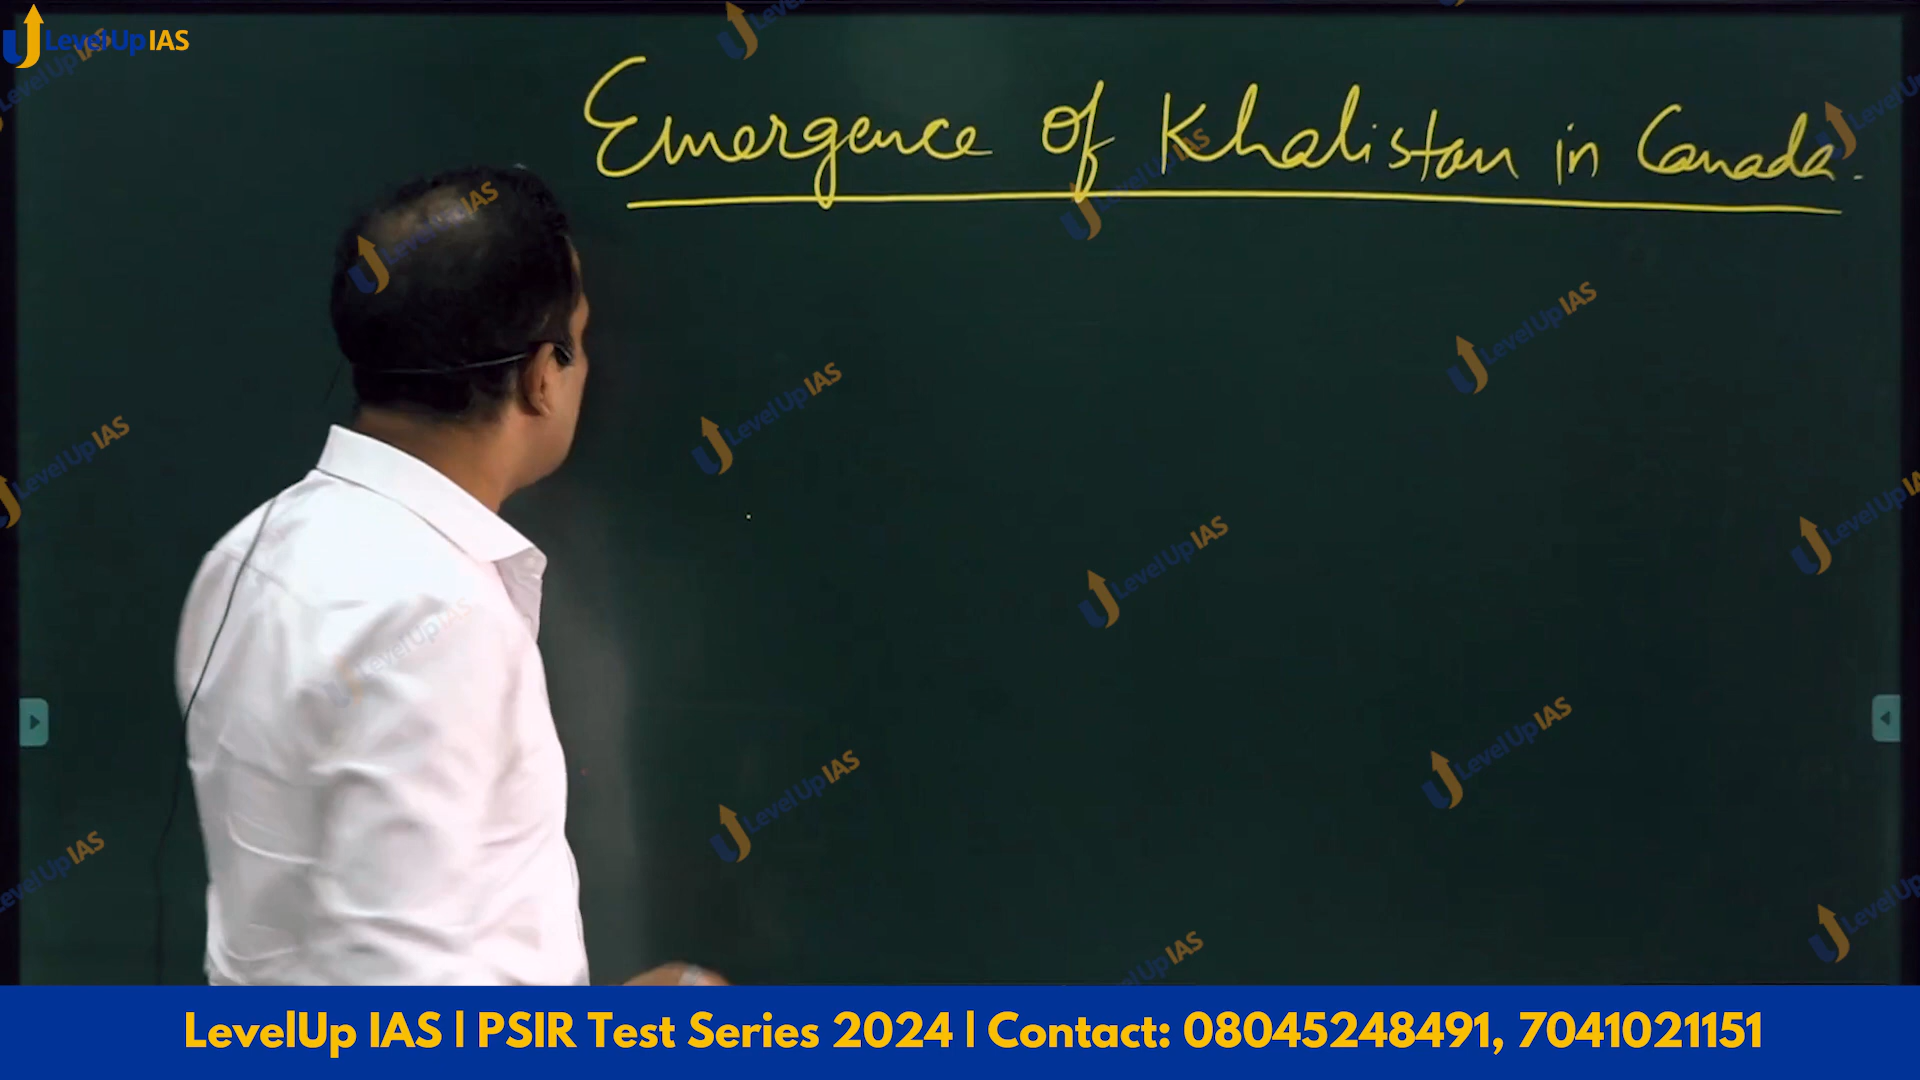 LevelUp IAS
Emergence Of Khalistan in Canada.
LevelUp IAS | PSIR Test Series 2024 | Contact: 08045248491, 7041021151